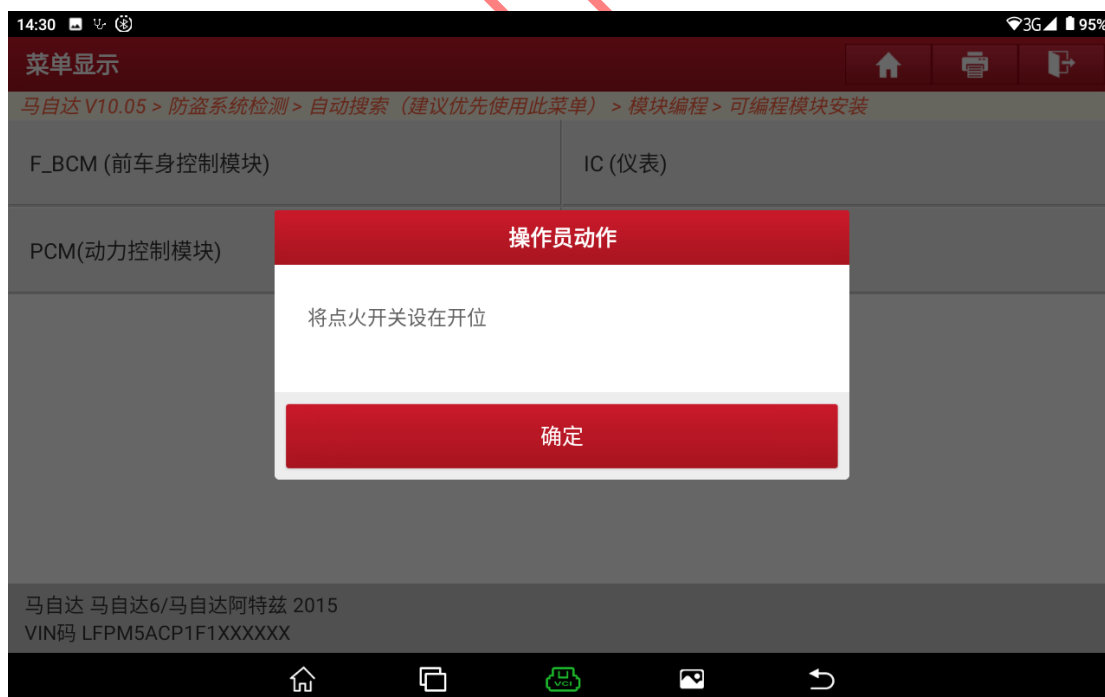 14:30 3G 95%
菜单显示
马自达 V10.05 > 防盗系统检测 > 自动搜索（建议优先使用此菜单） > 模块编程 > 可编程模块安装
F_BCM (前车身控制模块) IC (仪表)
PCM(动力控制模块)
操作员动作
将点火开关设在开位
确定
马自达 马自达6/马自达阿特兹 2015
VIN码 LFPM5ACP1F1XXXXXX
VCI